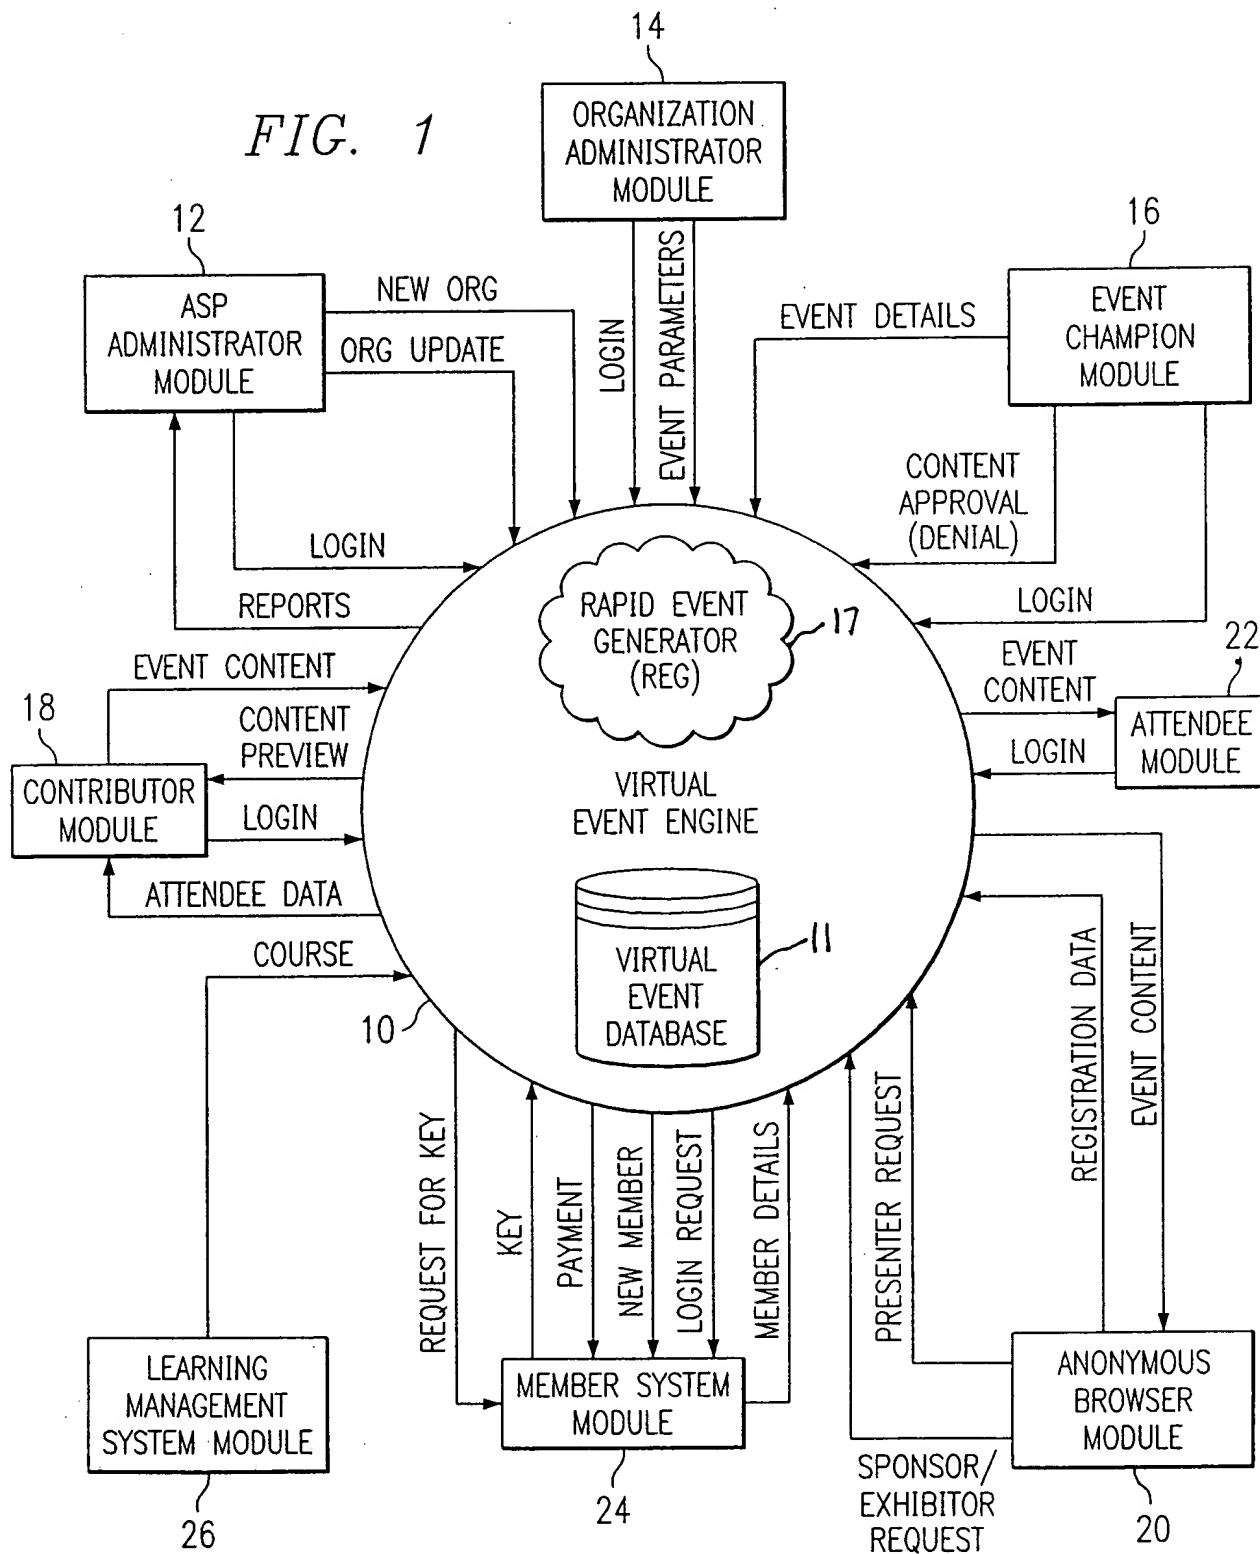 14
FIG. 1
ORGANIZATION
ADMINISTRATOR
MODULE
12
16
ASP
ADMINISTRATOR
MODULE
NEW ORG
ORG UPDATE
LOGIN
EVENT PARAMETERS
EVENT DETAILS
EVENT
CHAMPION
MODULE
CONTENT
APPROVAL
(DENIAL)
LOGIN
REPORTS
RAPID EVENT
GENERATOR
(REG)
17
LOGIN
EVENT
CONTENT
22
EVENT CONTENT
18
CONTENT
PREVIEW
CONTRIBUTOR
MODULE
LOGIN
ATTENDEE DATA
COURSE
VIRTUAL
EVENT ENGINE
LOGIN
ATTENDEE
MODULE
VIRTUAL
EVENT
DATABASE
11
10
REQUEST FOR KEY
KEY
PAYMENT
NEW MEMBER
LOGIN REQUEST
MEMBER DETAILS
PRESENTER REQUEST
REGISTRATION DATA
EVENT CONTENT
LEARNING
MANAGEMENT
SYSTEM MODULE
26
MEMBER SYSTEM
MODULE
24
ANONYMOUS
BROWSER
MODULE
SPONSOR/
EXHIBITOR
REQUEST
20